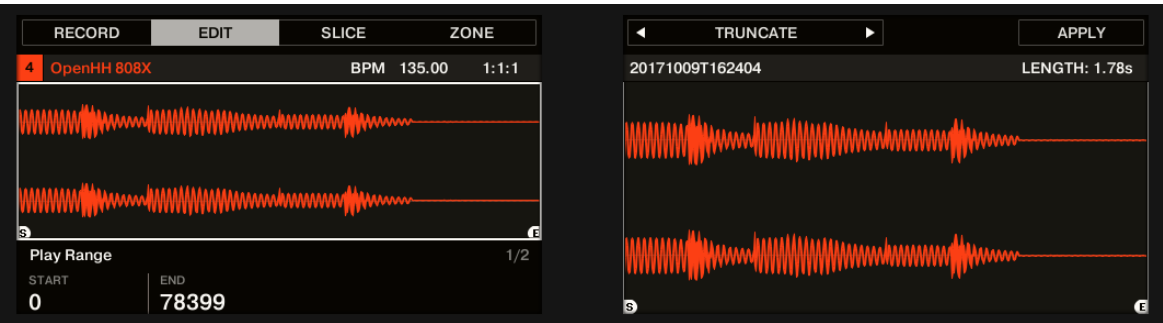 RECORD EDIT SLICE ZONE
4 OpenHH 808X BPM 135.00 1:1:1
S E
Play Range 1/2
START END
0 78399
◀ TRUNCATE ▶ APPLY
20171009T162404 LENGTH: 1.78s
S E